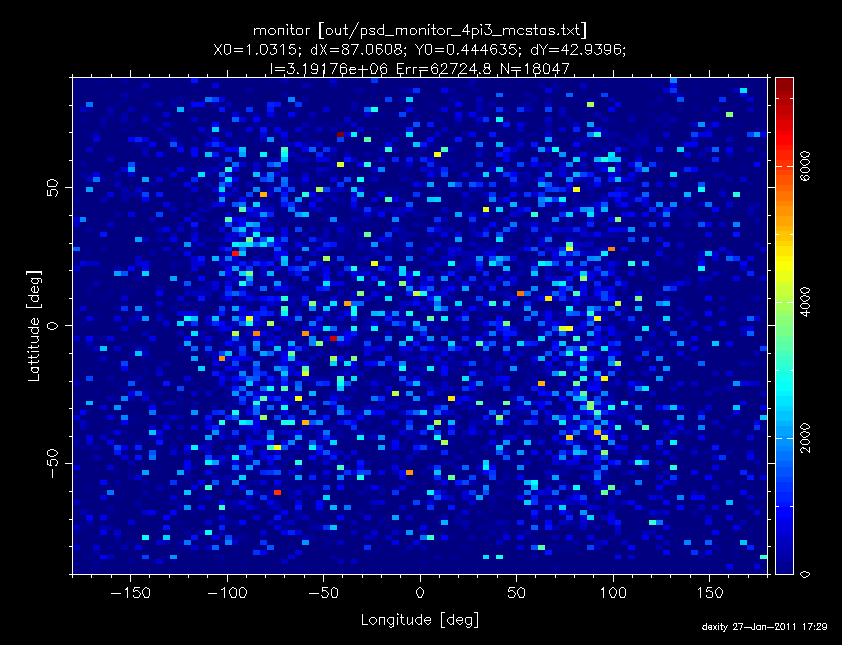 monitor [out/psd_monitor_4pi3_mcstas.txt]
X0=1.0315; dX=87.0608; Y0=0.444635; dY=42.9396;
I=3.19176e+06 Err=62724.8 N=18047
6000
50
4000
0
Lattitude [deg]
2000
−50
0
−150 −100 −50 0 50 100 150
Longitude [deg]
dexity 27−Jan−2011 17:29